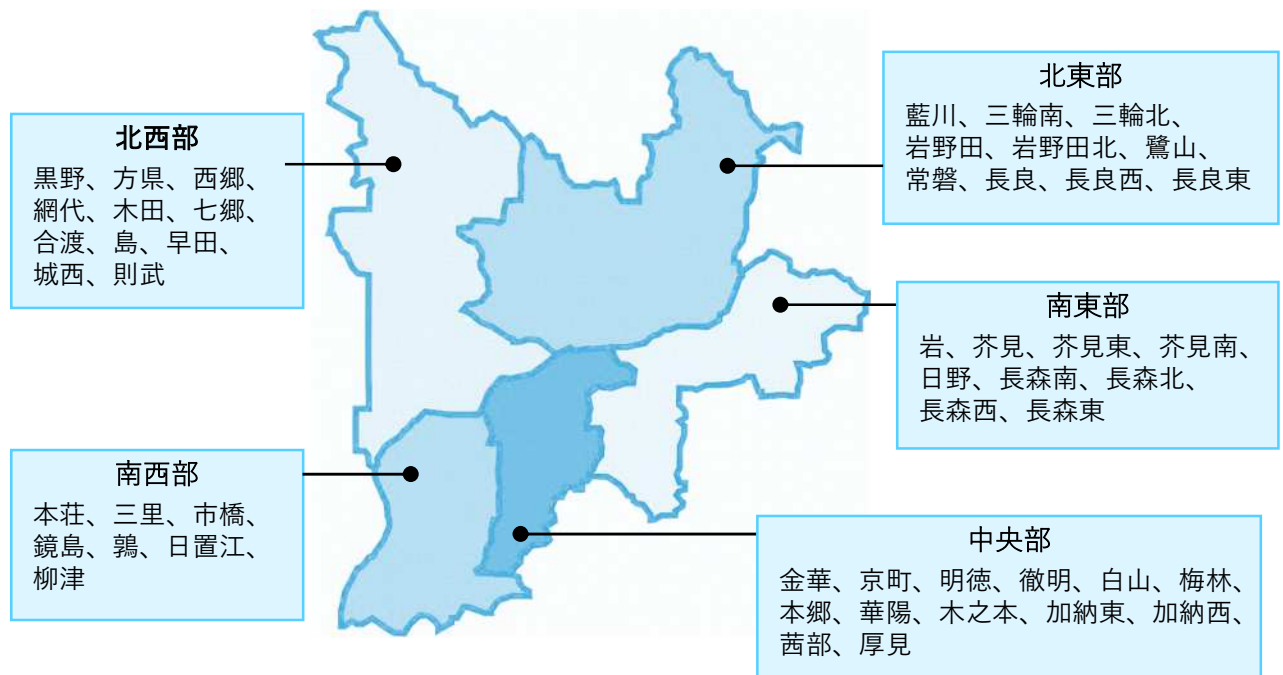 北西部
黒野、方県、西郷、
網代、木田、七郷、
合渡、島、早田、
城西、則武
北東部
藍川、三輪南、三輪北、
岩野田、岩野田北、鷺山、
常磐、長良、長良西、長良東
南東部
岩、芥見、芥見東、芥見南、
日野、長森南、長森北、
長森西、長森東
南西部
本荘、三里、市橋、
鏡島、鶉、日置江、
柳津
中央部
金華、京町、明徳、徹明、白山、梅林、
本郷、華陽、木之本、加納東、加納西、
茜部、厚見